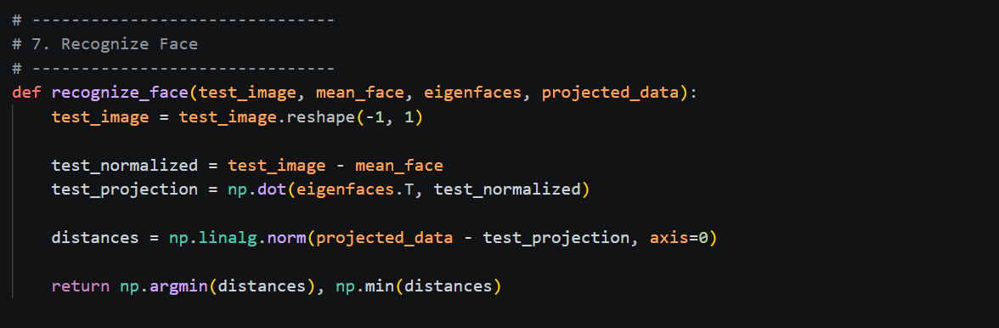 # -------------------------------
# 7. Recognize Face
# -------------------------------
def recognize_face(test_image, mean_face, eigenfaces, projected_data):
    test_image = test_image.reshape(-1, 1)

    test_normalized = test_image - mean_face
    test_projection = np.dot(eigenfaces.T, test_normalized)

    distances = np.linalg.norm(projected_data - test_projection, axis=0)

    return np.argmin(distances), np.min(distances)